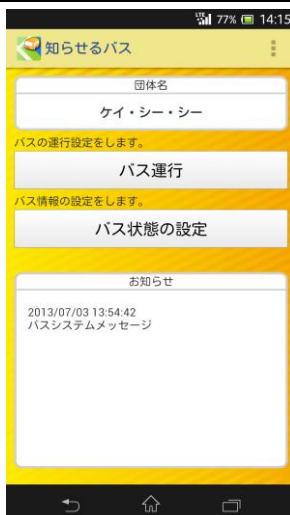 LTE 77% 14:15
知らせるバス
団体名
ケイ・シー・シー
バスの運行設定をします。
バス運行
バス情報の設定をします。
バス状態の設定
お知らせ
2013/07/03 13:54:42
バスシステムメッセージ